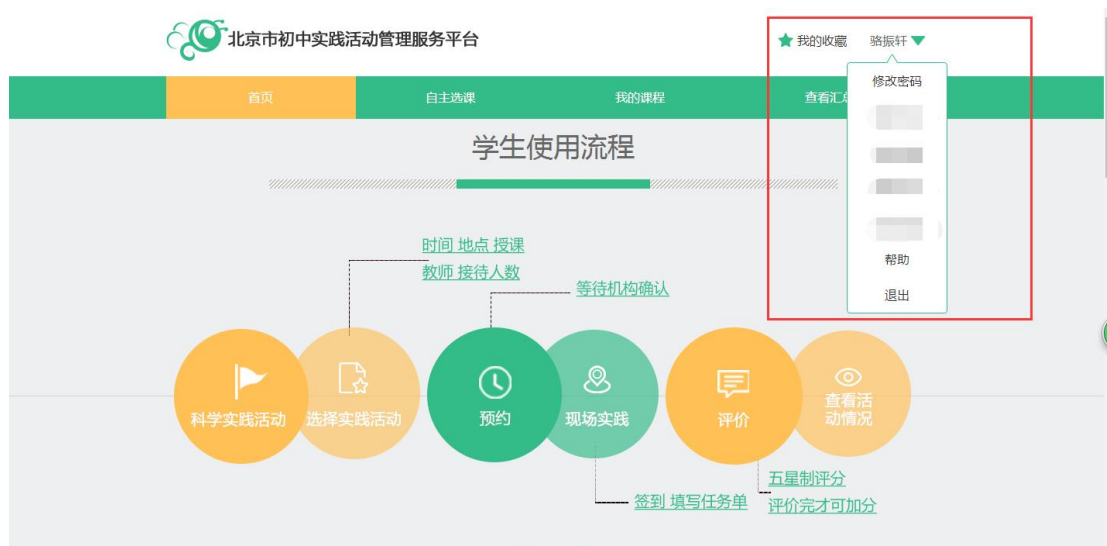 北京市初中实践活动管理服务平台
我的收藏 骆振轩
修改密码
首页 自主选课 我的课程 查看汇总
学生使用流程
帮助
退出
时间 地点 授课
教师 接待人数
等待机构确认
科学实践活动 选择实践活动 预约 现场实践 评价 查看活
动情况
签到 填写任务单
五星制评分
评价完才可加分